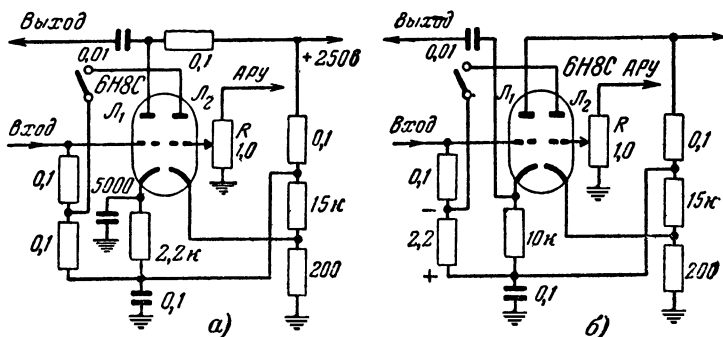 Выход
0,01
0,1
+250в
6Н8С
Л₁
Л₂
АРУ
Вход
R
1,0
0,1
0,1
5000
15к
0,1
2,2к
200
0,1
а)
Выход
0,01
6Н8С
АРУ
Л₁
Л₂
Вход
R
1,0
0,1
0,1
−
15к
2,2
10к
+
200
0,1
б)